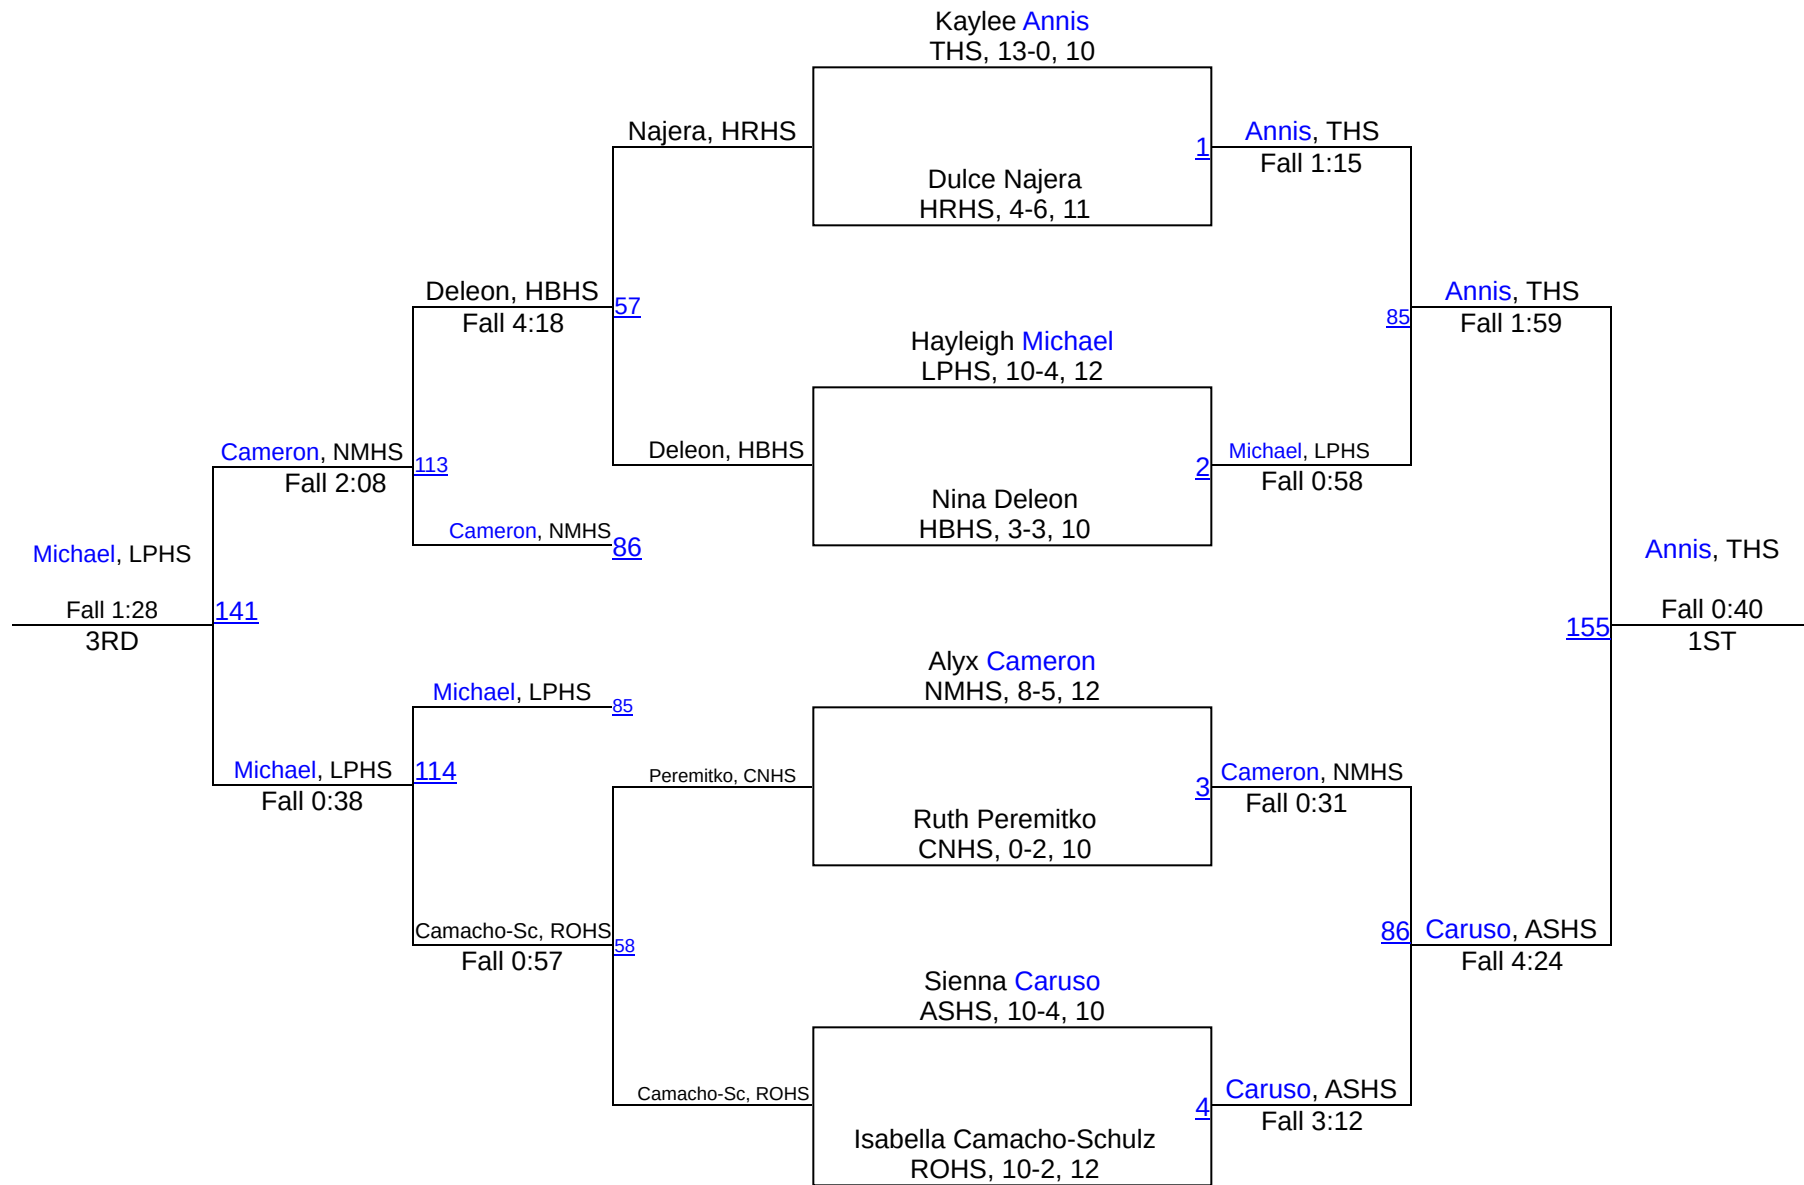 Kaylee Annis
THS, 13-0, 10
Najera, HRHS
1
Annis, THS
Fall 1:15
Dulce Najera
HRHS, 4-6, 11
Deleon, HBHS
Fall 4:18
57
85
Annis, THS
Fall 1:59
Hayleigh Michael
LPHS, 10-4, 12
Deleon, HBHS
2
Michael, LPHS
Fall 0:58
Cameron, NMHS
Fall 2:08
113
Nina Deleon
HBHS, 3-3, 10
Cameron, NMHS
86
Michael, LPHS
Fall 1:28
3RD
141
Annis, THS
Fall 0:40
1ST
155
Alyx Cameron
NMHS, 8-5, 12
Michael, LPHS
85
Michael, LPHS
Fall 0:38
114
Peremitko, CNHS
3
Cameron, NMHS
Fall 0:31
Ruth Peremitko
CNHS, 0-2, 10
Camacho-Sc, ROHS
Fall 0:57
58
86
Caruso, ASHS
Fall 4:24
Sienna Caruso
ASHS, 10-4, 10
Camacho-Sc, ROHS
4
Caruso, ASHS
Fall 3:12
Isabella Camacho-Schulz
ROHS, 10-2, 12